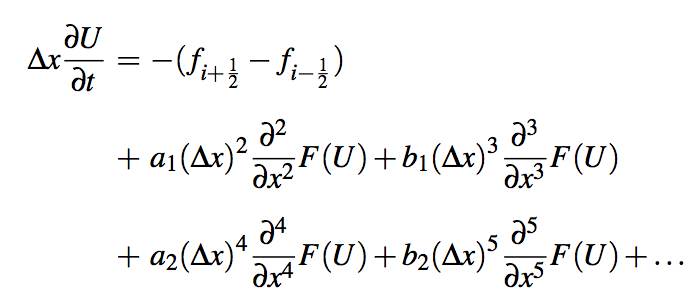 Δx ∂U/∂t = −(f_{i+1/2} − f_{i−1/2})
+ a₁(Δx)² ∂²/∂x² F(U) + b₁(Δx)³ ∂³/∂x³ F(U)
+ a₂(Δx)⁴ ∂⁴/∂x⁴ F(U) + b₂(Δx)⁵ ∂⁵/∂x⁵ F(U) + …